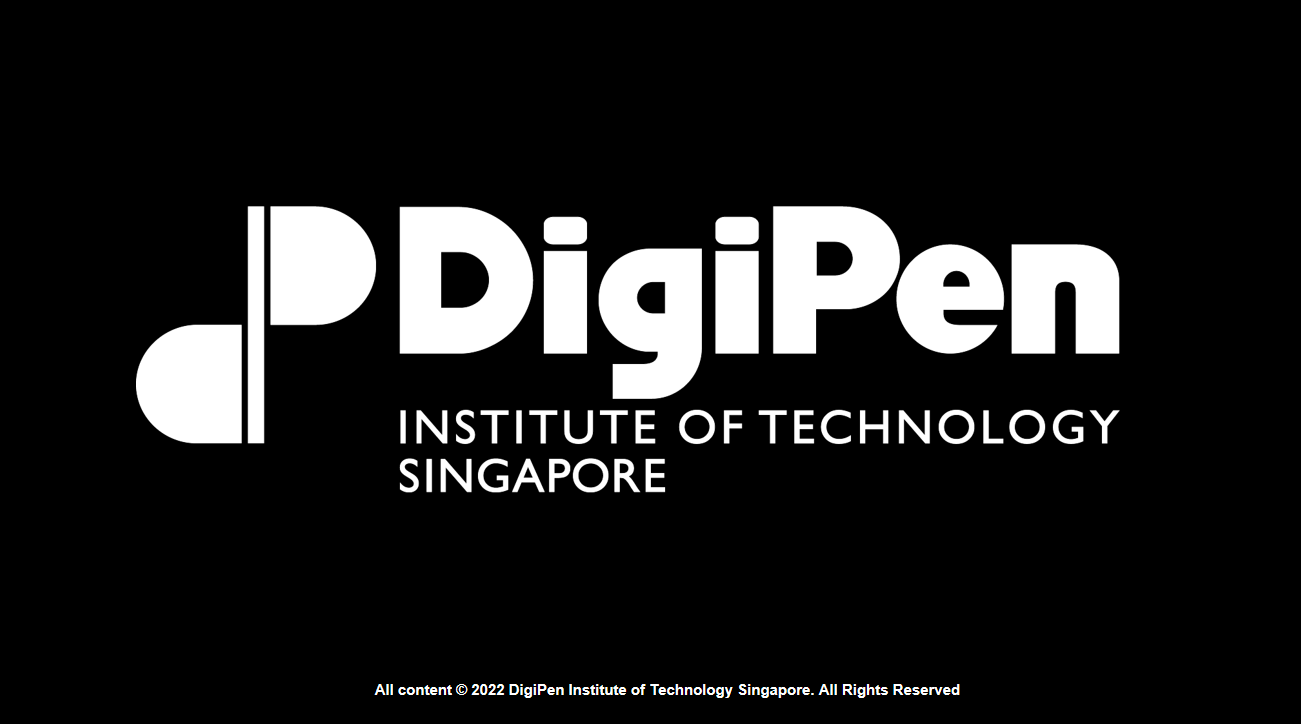 DigiPen
INSTITUTE OF TECHNOLOGY
SINGAPORE
All content © 2022 DigiPen Institute of Technology Singapore. All Rights Reserved